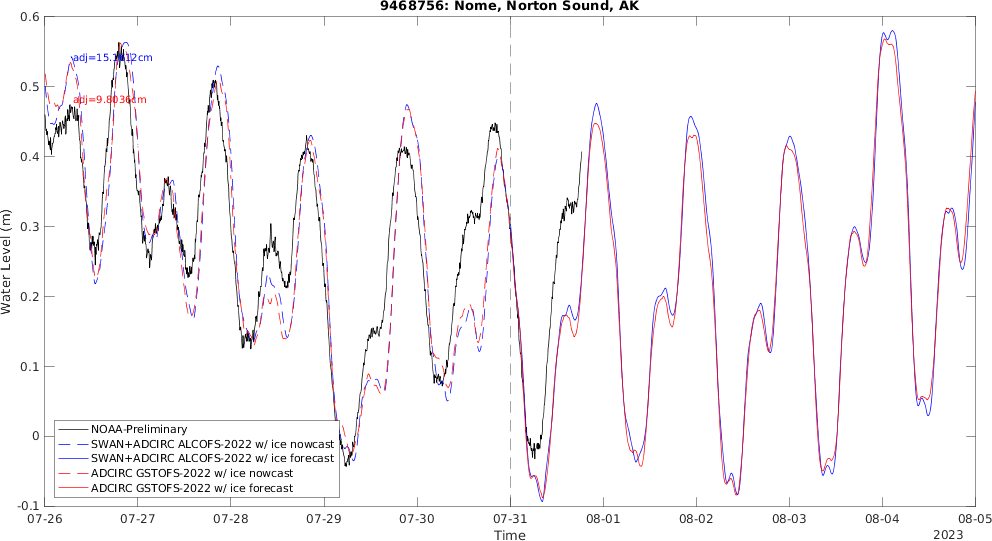 9468756: Nome, Norton Sound, AK
0.6
0.5
0.4
0.3
0.2
0.1
0
-0.1
Water Level (m)
adj=9.8036cm
NOAA-Preliminary
SWAN+ADCIRC ALCOFS-2022 w/ ice nowcast
SWAN+ADCIRC ALCOFS-2022 w/ ice forecast
ADCIRC GSTOFS-2022 w/ ice nowcast
ADCIRC GSTOFS-2022 w/ ice forecast
07-26 07-27 07-28 07-29 07-30 07-31 08-01 08-02 08-03 08-04 08-05
Time
2023